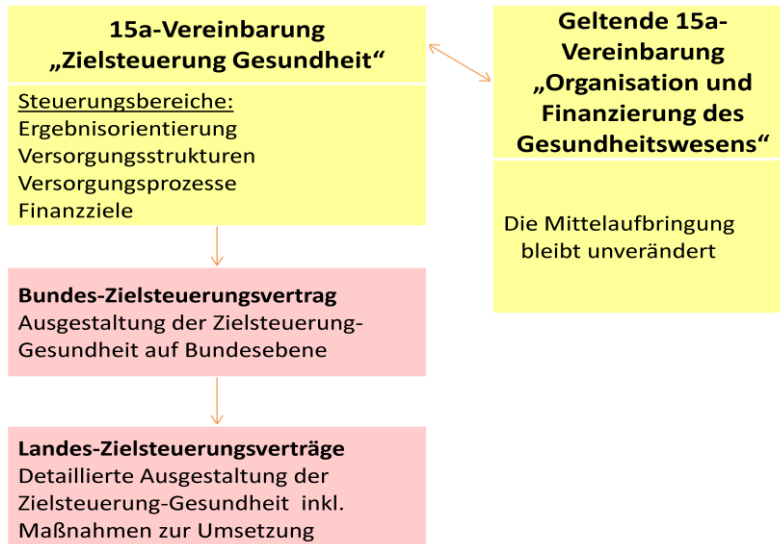 15a-Vereinbarung
„Zielsteuerung Gesundheit“
Steuerungsbereiche:
Ergebnisorientierung
Versorgungsstrukturen
Versorgungsprozesse
Finanzziele
Geltende 15a-
Vereinbarung
„Organisation und
Finanzierung des
Gesundheitswesens“
Die Mittelaufbringung
bleibt unverändert
Bundes-Zielsteuerungsvertrag
Ausgestaltung der Zielsteuerung-
Gesundheit auf Bundesebene
Landes-Zielsteuerungsverträge
Detaillierte Ausgestaltung der
Zielsteuerung-Gesundheit inkl.
Maßnahmen zur Umsetzung